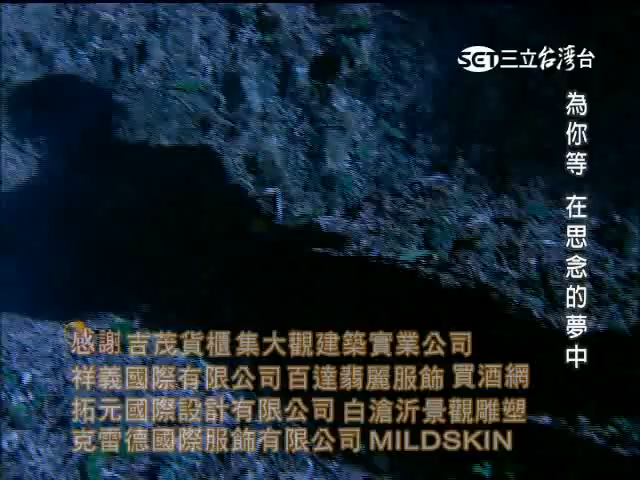 SET三立台灣台
為你等 在思念的夢中
感謝 吉茂貨櫃 集大觀建築實業公司
祥義國際有限公司 百達翡麗服飾 買酒網
拓元國際設計有限公司 白滄沂景觀雕塑
克雷德國際服飾有限公司 MILDSKIN